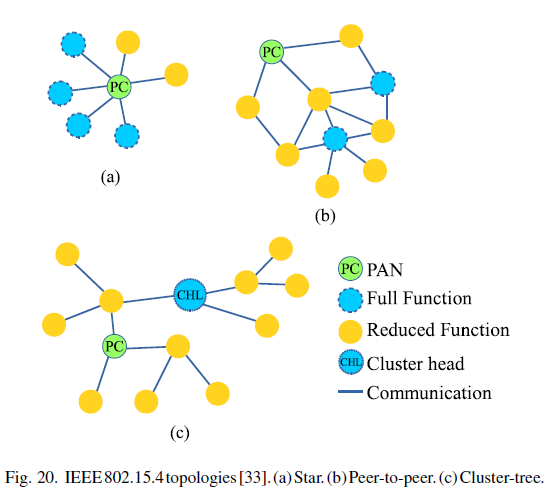 PC
(a)
PC
(b)
CHL
PC
(c)
PC PAN
Full Function
Reduced Function
CHL Cluster head
Communication
Fig. 20. IEEE 802.15.4 topologies [33]. (a) Star. (b) Peer-to-peer. (c) Cluster-tree.